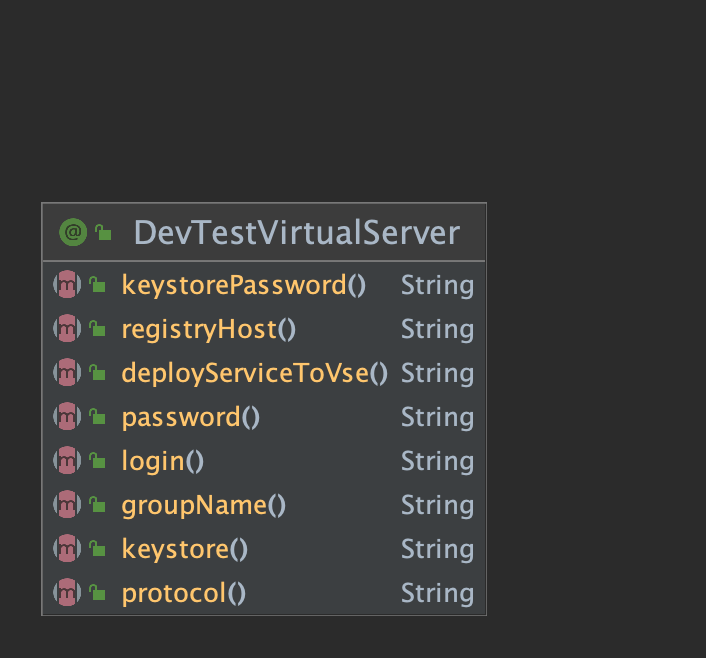 @ DevTestVirtualServer
m keystorePassword() String
m registryHost() String
m deployServiceToVse() String
m password() String
m login() String
m groupName() String
m keystore() String
m protocol() String